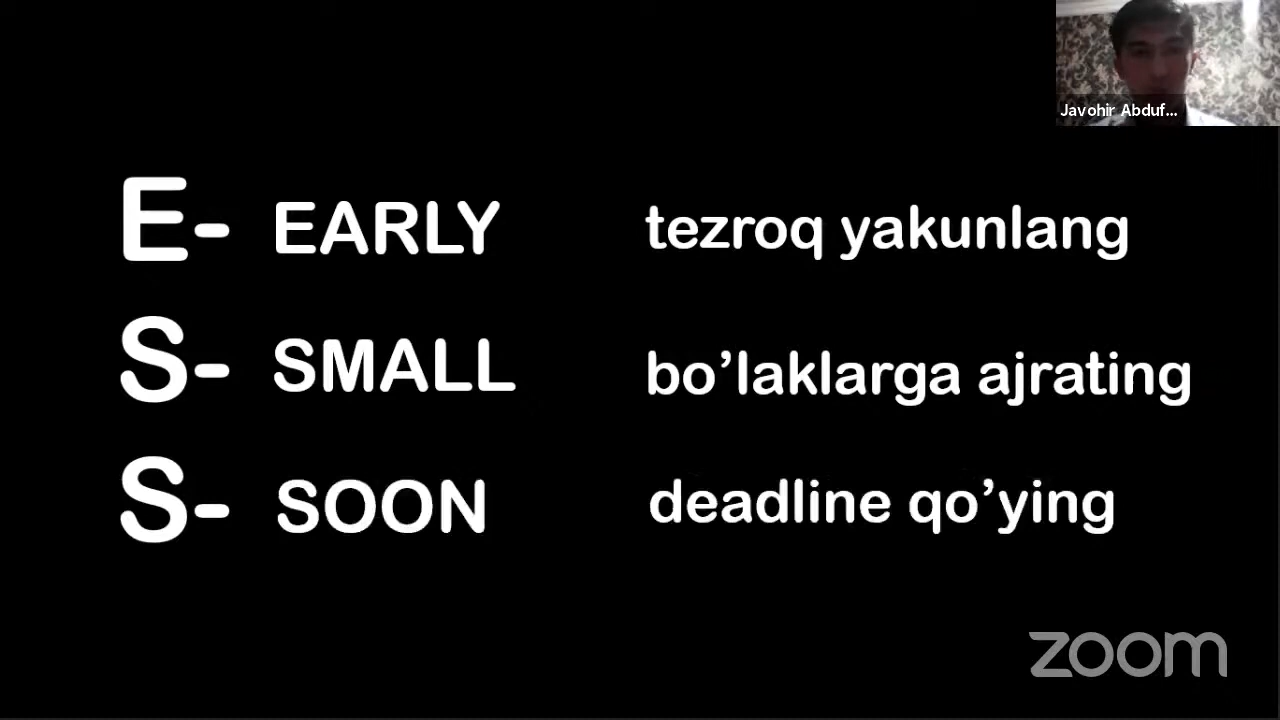 Javohir Abduf...
E- EARLY tezroq yakunlang
S- SMALL bo’laklarga ajrating
S- SOON deadline qo’ying
zoom